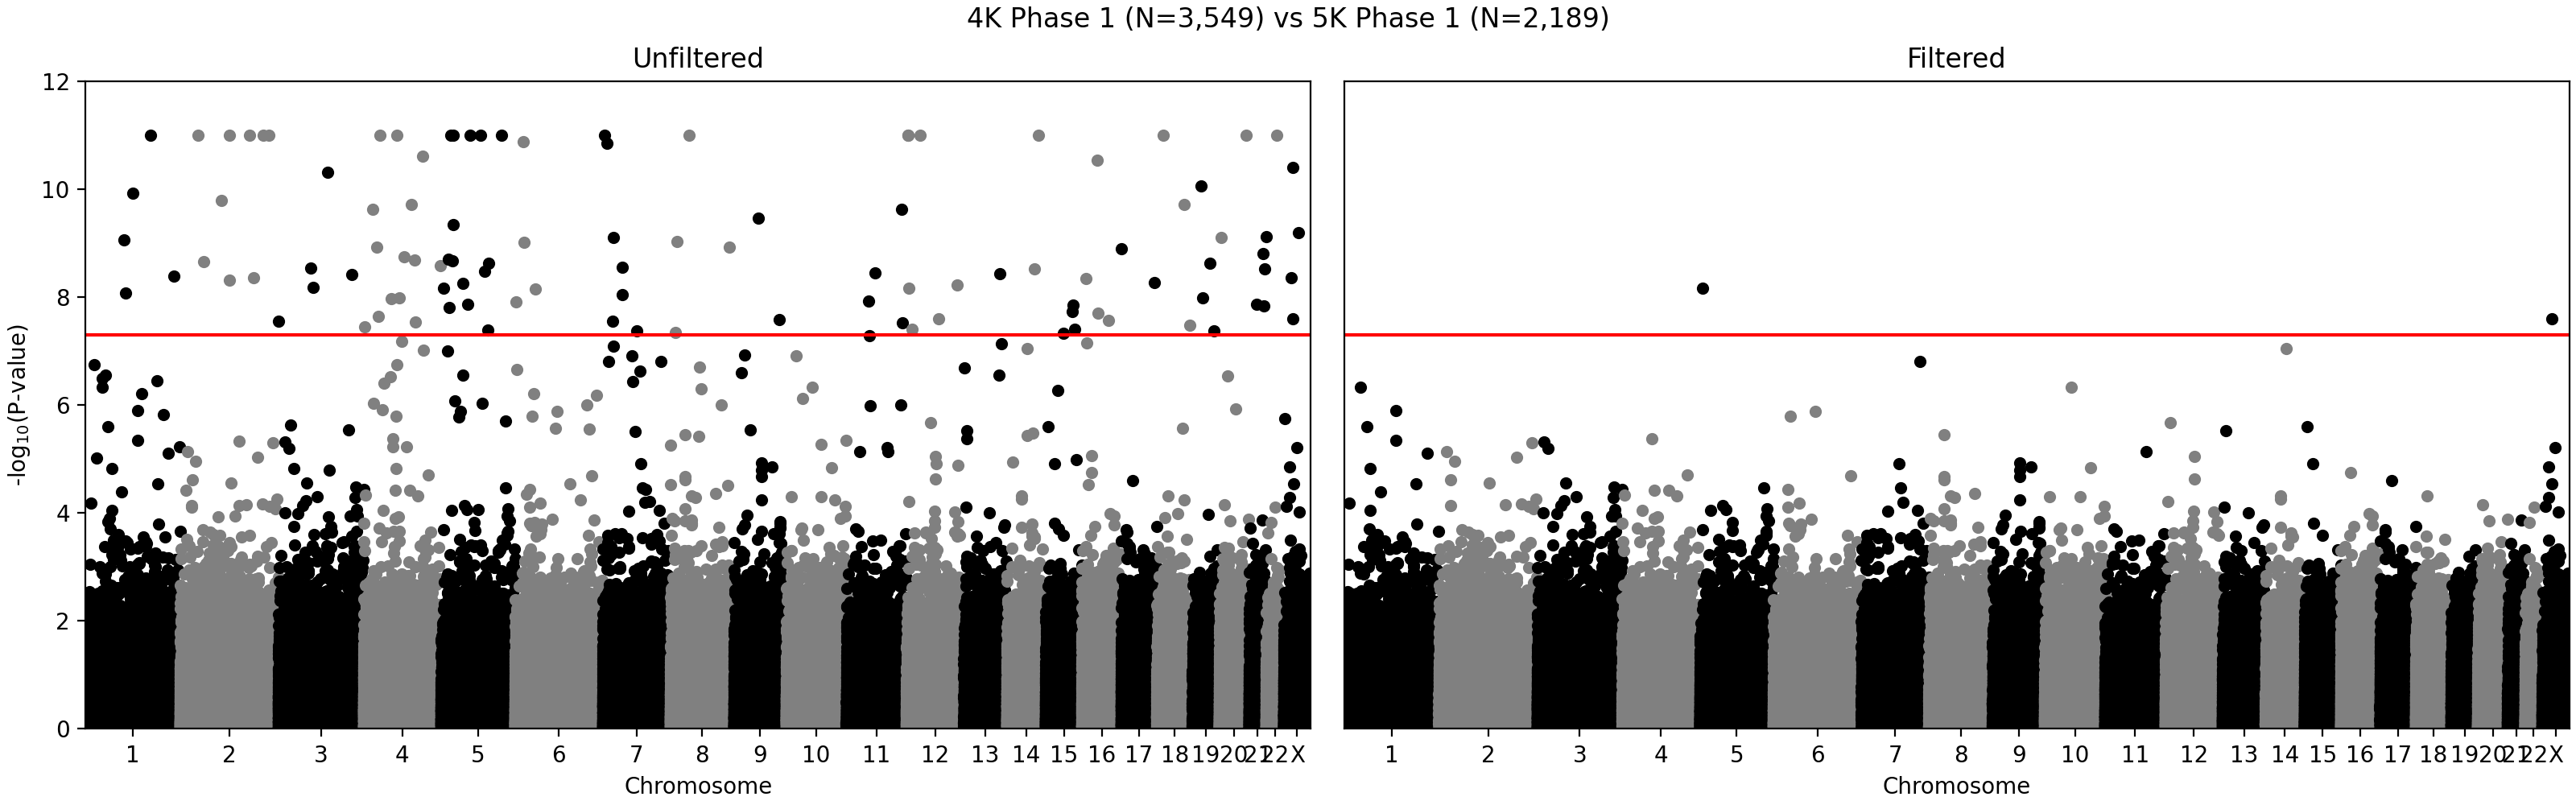 4K Phase 1 (N=3,549) vs 5K Phase 1 (N=2,189)
Unfiltered
Filtered
12
10
8
6
4
2
0
-log₁₀(P-value)
1 2 3 4 5 6 7 8 9 10 11 12 13 14 15 16 17 18 19 20 21 22 X
1 2 3 4 5 6 7 8 9 10 11 12 13 14 15 16 17 18 19 20 21 22 X
Chromosome
Chromosome